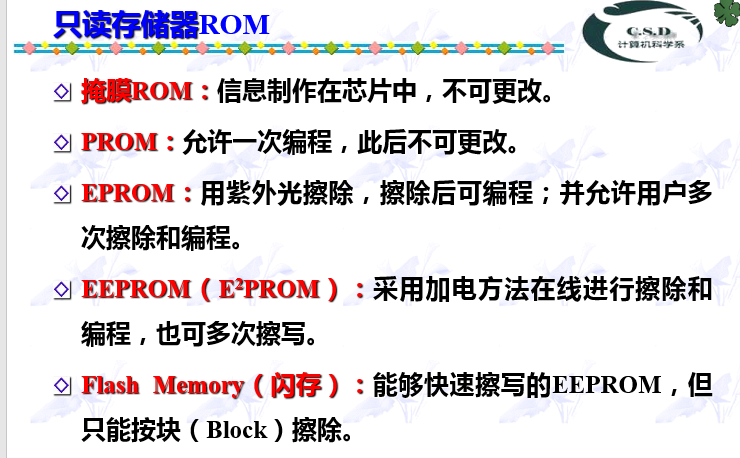 只读存储器ROM
C.S.D
计算机科学系
掩膜ROM：信息制作在芯片中，不可更改。
PROM：允许一次编程，此后不可更改。
EPROM：用紫外光擦除，擦除后可编程；并允许用户多
次擦除和编程。
EEPROM（E²PROM）：采用加电方法在线进行擦除和
编程，也可多次擦写。
Flash Memory（闪存）：能够快速擦写的EEPROM，但
只能按块（Block）擦除。